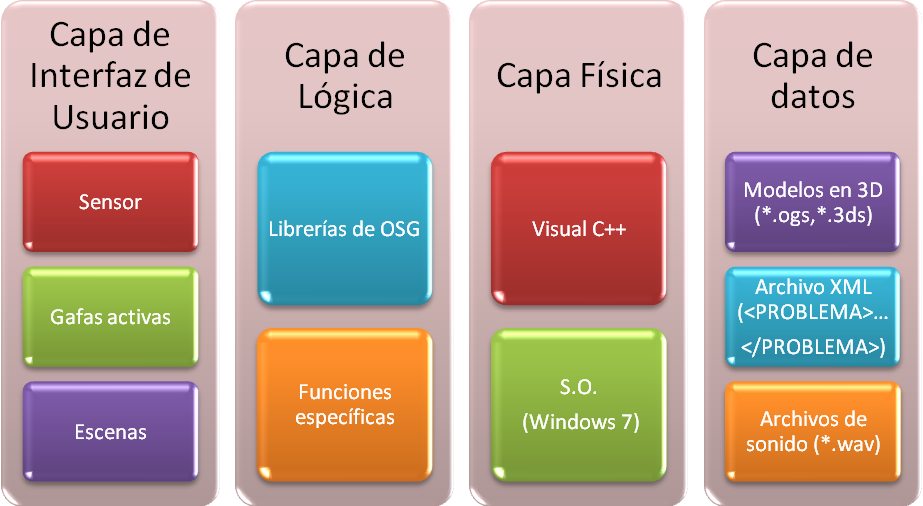 Capa de
Interfaz de
Usuario
Sensor
Gafas activas
Escenas
Capa de
Lógica
Librerías de OSG
Funciones
específicas
Capa Física
Visual C++
S.O.
(Windows 7)
Capa de
datos
Modelos en 3D
(*.ogs,*.3ds)
Archivo XML
(<PROBLEMA>...
</PROBLEMA>)
Archivos de
sonido (*.wav)